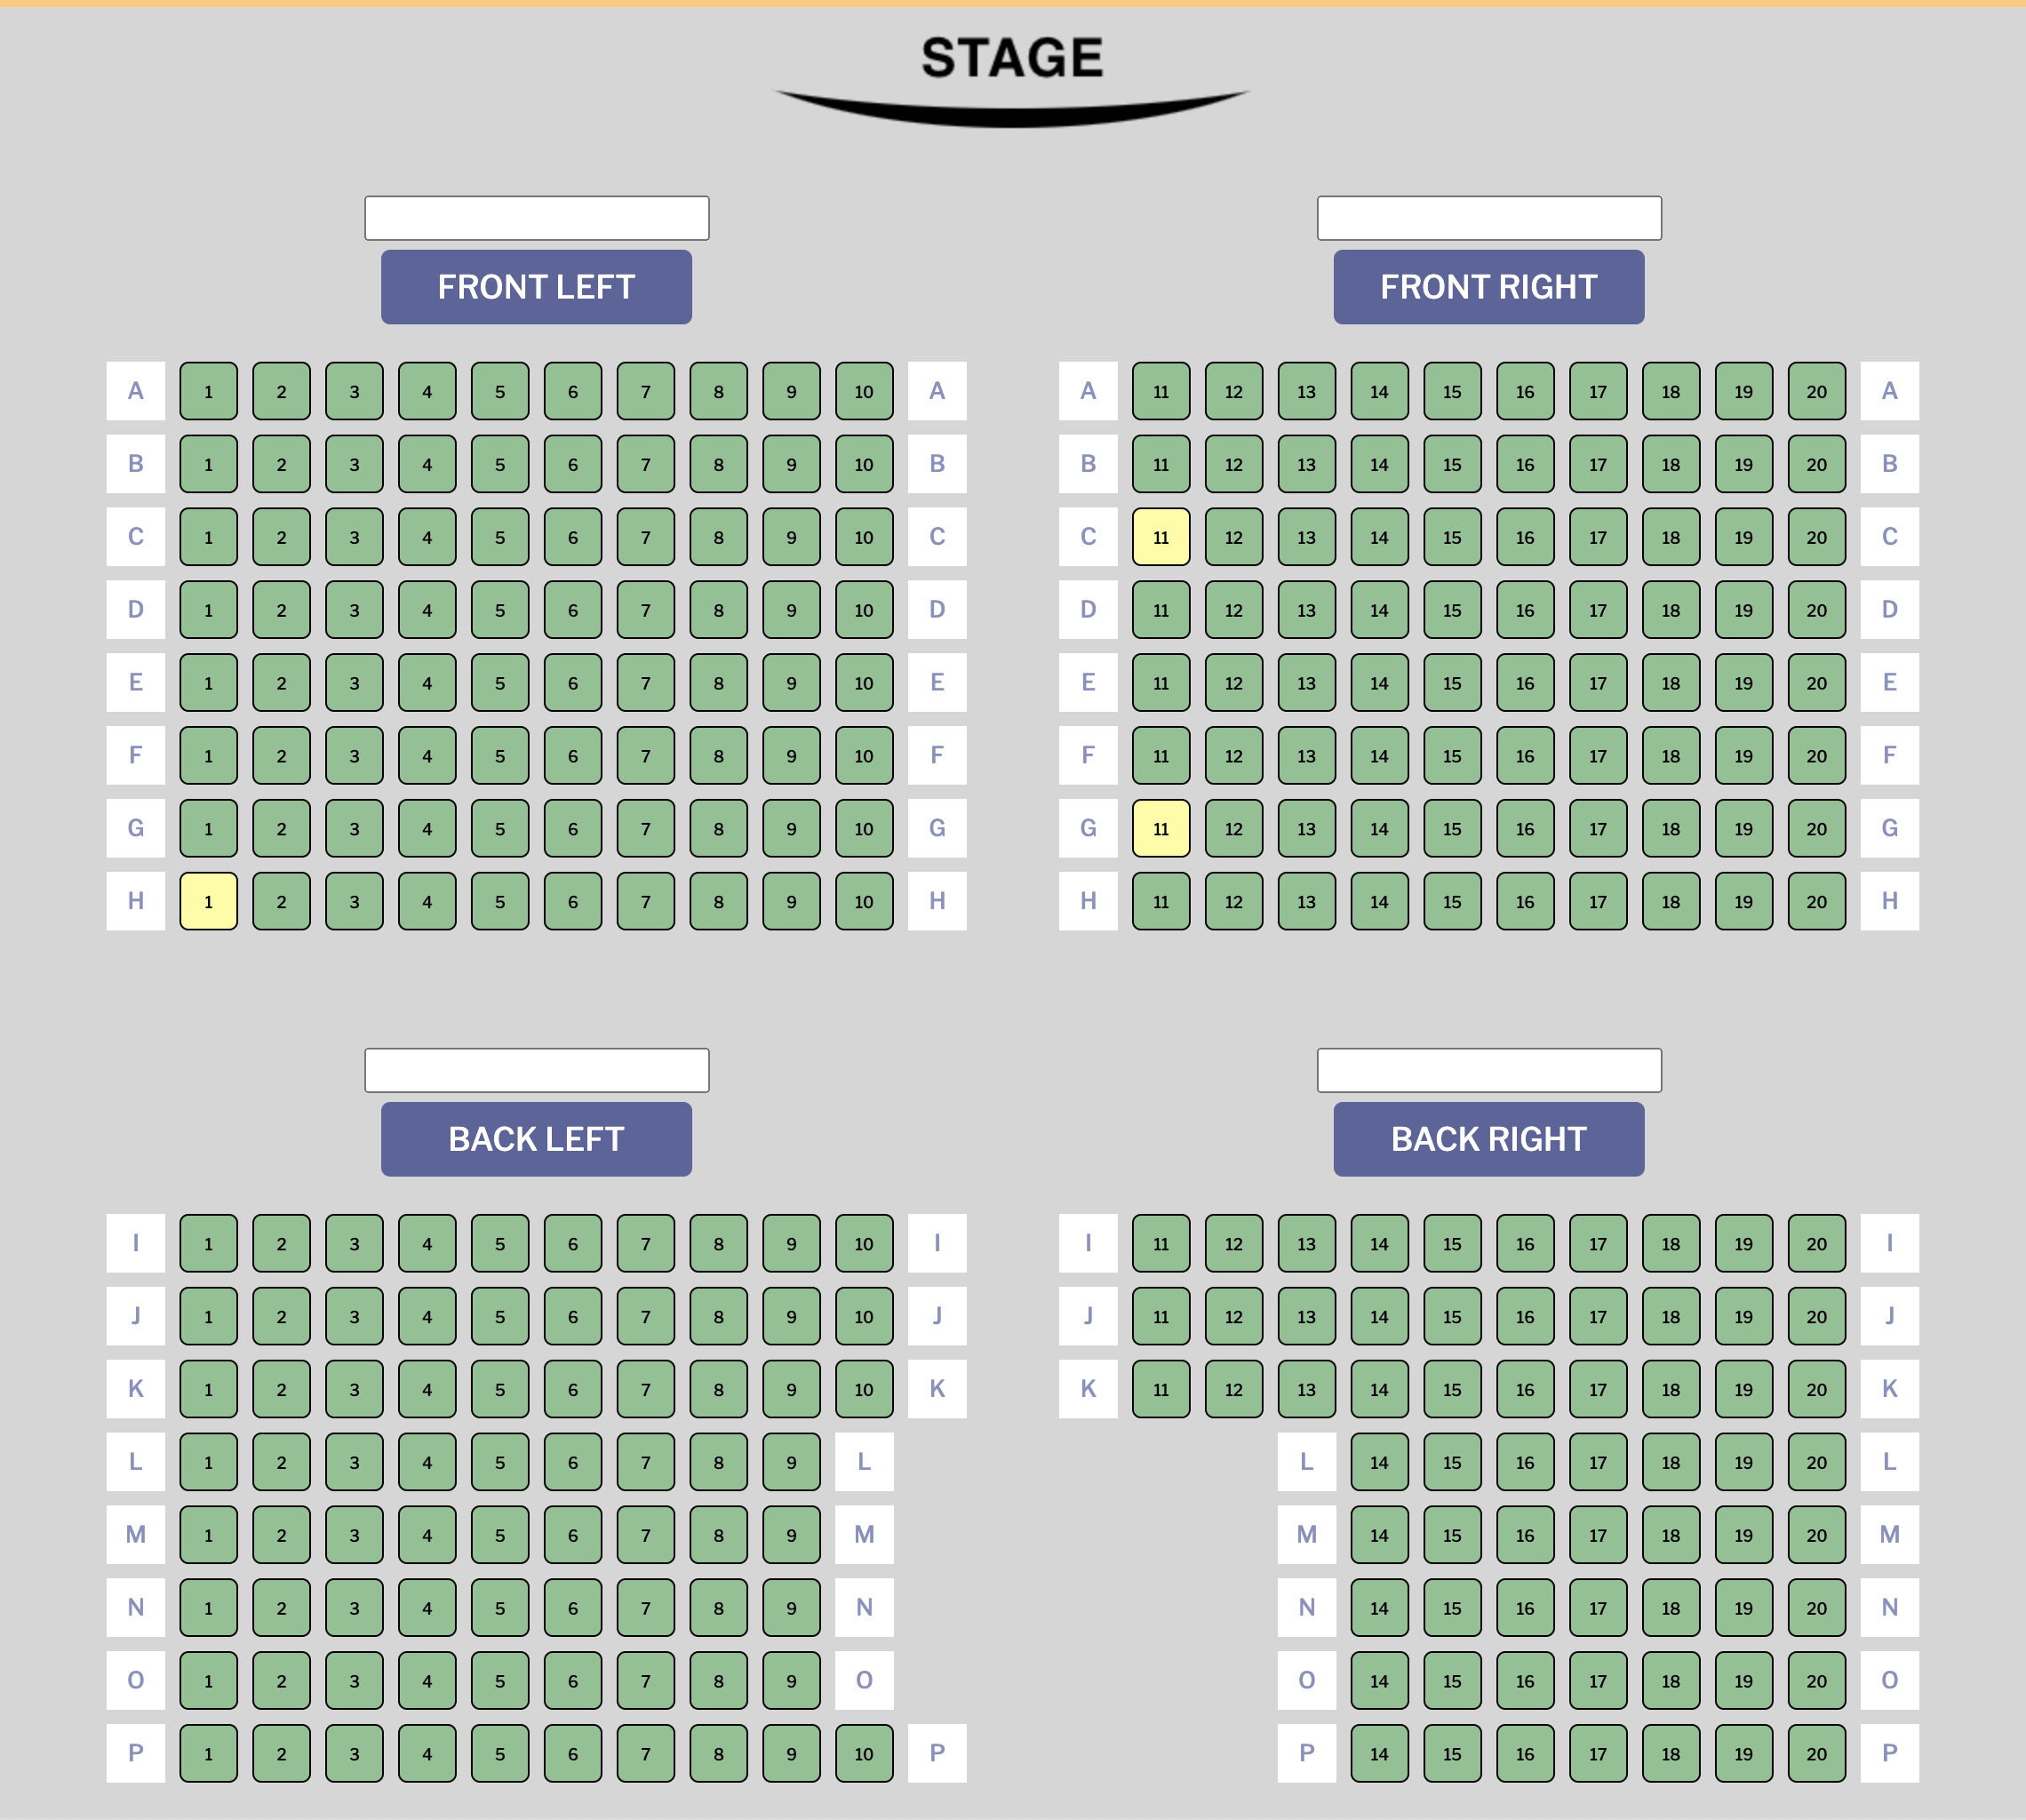 STAGE
FRONT LEFT FRONT RIGHT
A 1 2 3 4 5 6 7 8 9 10 A A 11 12 13 14 15 16 17 18 19 20 A
B 1 2 3 4 5 6 7 8 9 10 B B 11 12 13 14 15 16 17 18 19 20 B
C 1 2 3 4 5 6 7 8 9 10 C C 11 12 13 14 15 16 17 18 19 20 C
D 1 2 3 4 5 6 7 8 9 10 D D 11 12 13 14 15 16 17 18 19 20 D
E 1 2 3 4 5 6 7 8 9 10 E E 11 12 13 14 15 16 17 18 19 20 E
F 1 2 3 4 5 6 7 8 9 10 F F 11 12 13 14 15 16 17 18 19 20 F
G 1 2 3 4 5 6 7 8 9 10 G G 11 12 13 14 15 16 17 18 19 20 G
H 1 2 3 4 5 6 7 8 9 10 H H 11 12 13 14 15 16 17 18 19 20 H
BACK LEFT BACK RIGHT
I 1 2 3 4 5 6 7 8 9 10 I I 11 12 13 14 15 16 17 18 19 20 I
J 1 2 3 4 5 6 7 8 9 10 J J 11 12 13 14 15 16 17 18 19 20 J
K 1 2 3 4 5 6 7 8 9 10 K K 11 12 13 14 15 16 17 18 19 20 K
L 1 2 3 4 5 6 7 8 9 L L 14 15 16 17 18 19 20 L
M 1 2 3 4 5 6 7 8 9 M M 14 15 16 17 18 19 20 M
N 1 2 3 4 5 6 7 8 9 N N 14 15 16 17 18 19 20 N
O 1 2 3 4 5 6 7 8 9 O O 14 15 16 17 18 19 20 O
P 1 2 3 4 5 6 7 8 9 10 P P 14 15 16 17 18 19 20 P